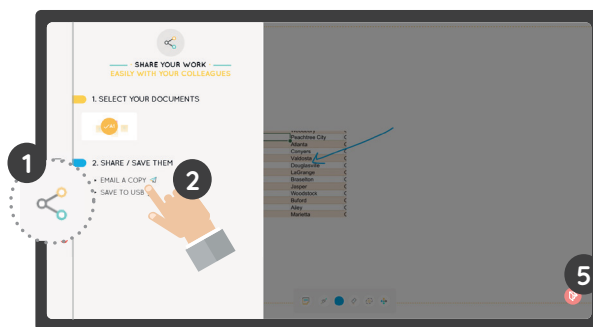 SHARE YOUR WORK
EASILY WITH YOUR COLLEAGUES
1. SELECT YOUR DOCUMENTS
1
2. SHARE / SAVE THEM
• EMAIL A COPY
• SAVE TO USB
2
Peachtree City
Atlanta
Conyers
Valdosta
Douglasville
LaGrange
Braselton
Jasper
Woodstock
Buford
Alley
Marietta
5